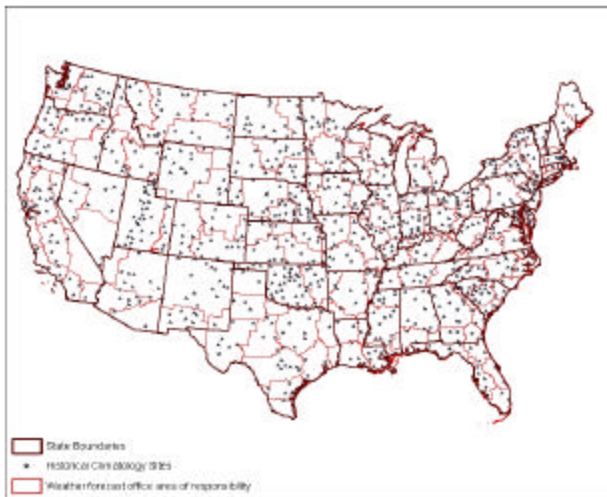 State Boundaries
Historical Climatology Sites
Weather forecast office area of responsibility